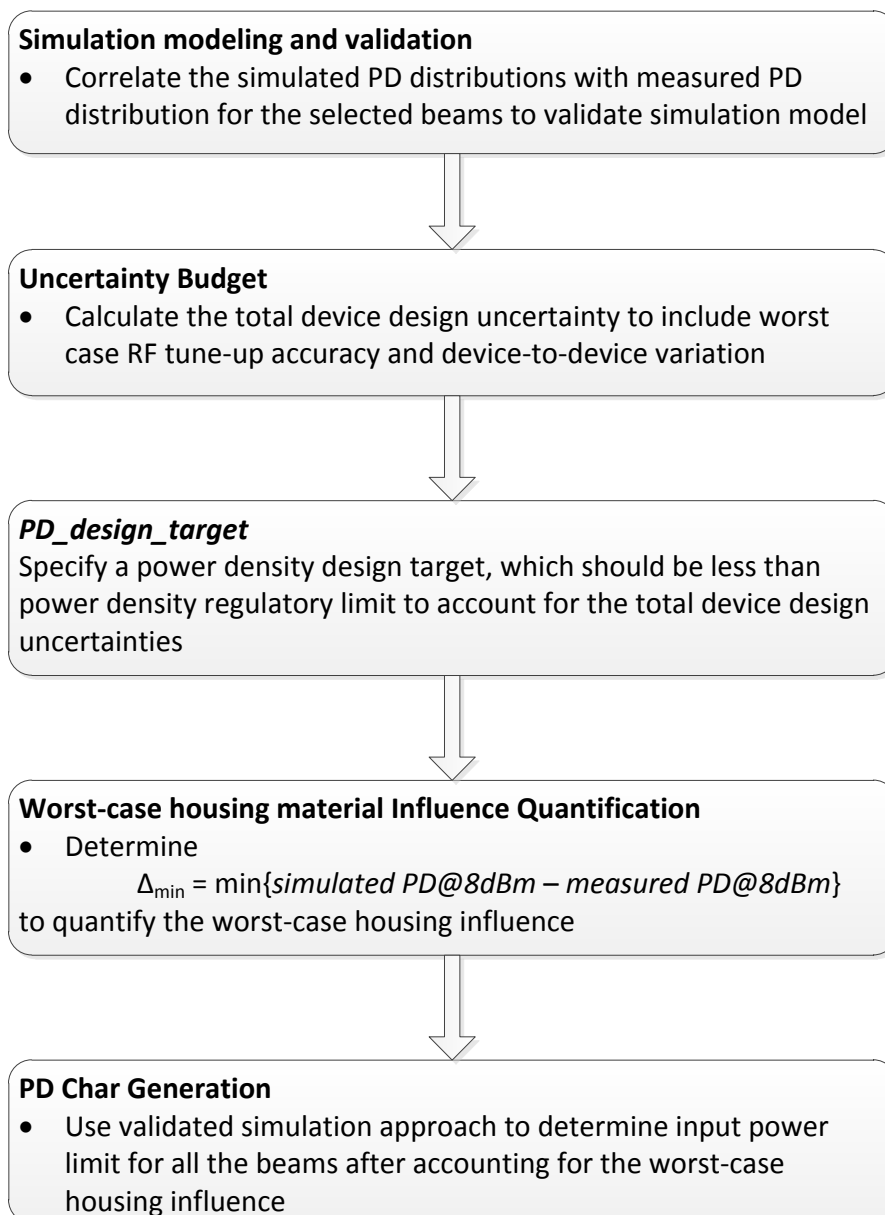 Simulation modeling and validation
• Correlate the simulated PD distributions with measured PD
distribution for the selected beams to validate simulation model
Uncertainty Budget
• Calculate the total device design uncertainty to include worst
case RF tune-up accuracy and device-to-device variation
PD_design_target
Specify a power density design target, which should be less than
power density regulatory limit to account for the total device design
uncertainties
Worst-case housing material Influence Quantification
• Determine
Δmin = min{simulated PD@8dBm – measured PD@8dBm}
to quantify the worst-case housing influence
PD Char Generation
• Use validated simulation approach to determine input power
limit for all the beams after accounting for the worst-case
housing influence